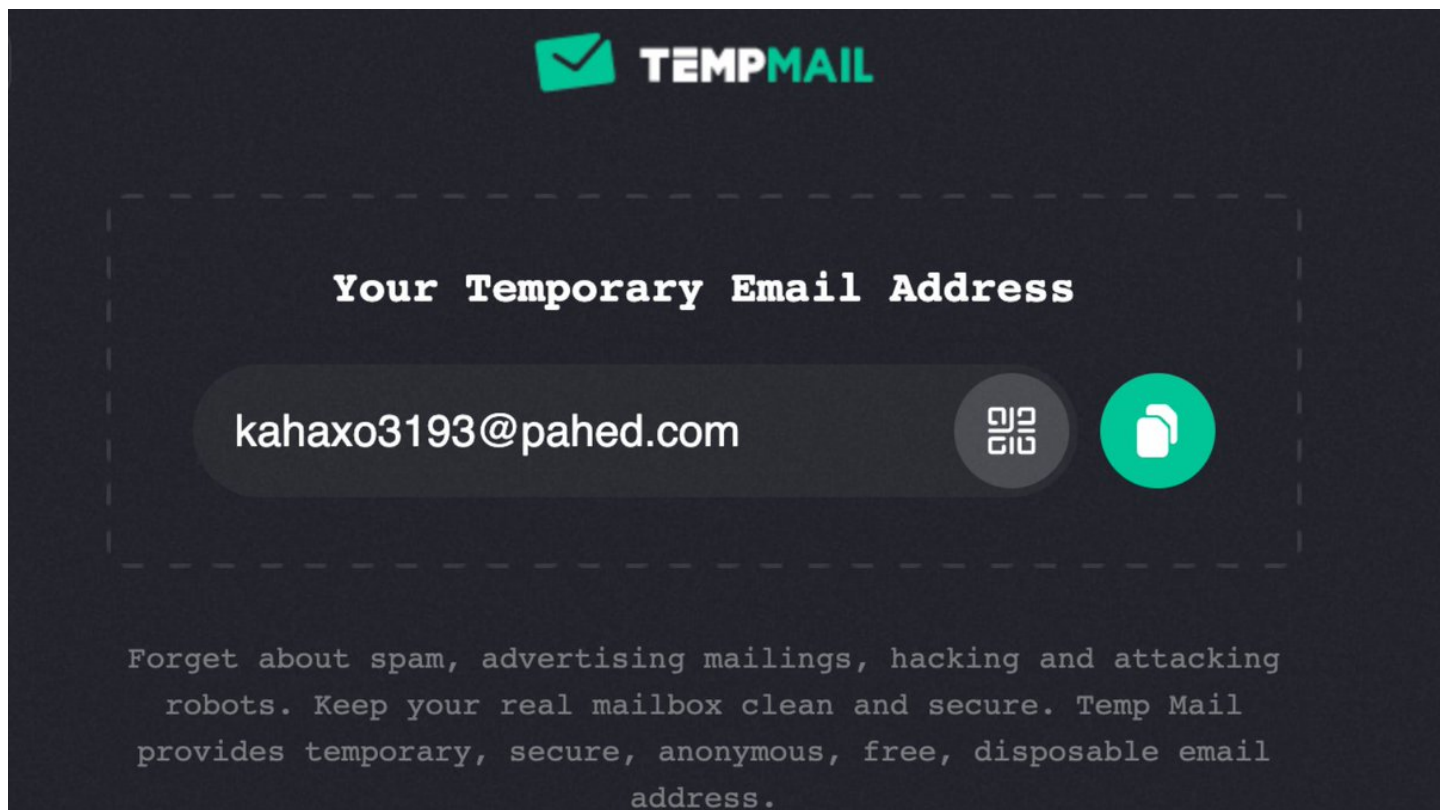 TEMPMAIL
Your Temporary Email Address
kahaxo3193@pahed.com
Forget about spam, advertising mailings, hacking and attacking
robots. Keep your real mailbox clean and secure. Temp Mail
provides temporary, secure, anonymous, free, disposable email
address.